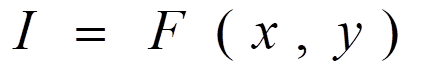 I = F ( x , y )